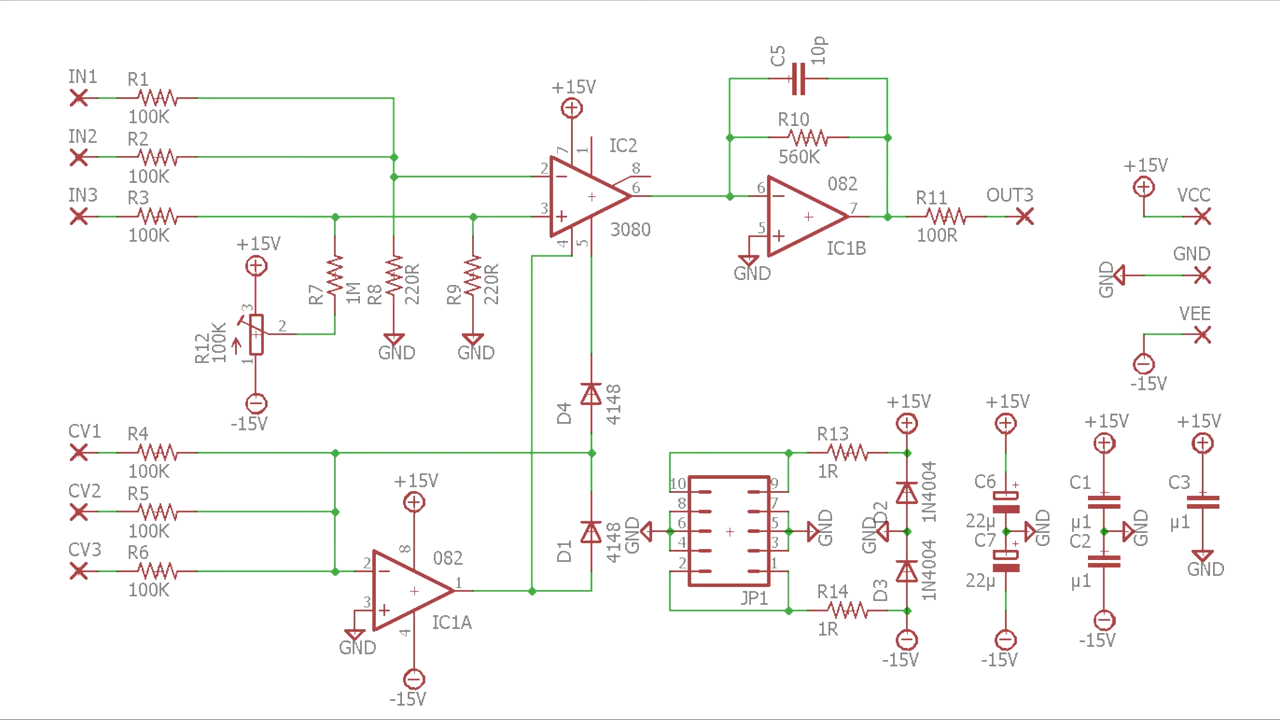 IN1
R1
100K
IN2
R2
100K
IN3
R3
100K
+15V
3
2
1
R12
100K
-15V
R7
1M
R8
220R
GND
R9
220R
GND
+15V
7
1
IC2
2
8
6
3
3080
4
5
C5
10p
R10
560K
6
082
7
5
IC1B
GND
R11
100R
OUT3
+15V
VCC
GND
GND
VEE
-15V
CV1
R4
100K
CV2
R5
100K
CV3
R6
100K
+15V
8
082
2
1
3
IC1A
4
GND
-15V
D4
4148
D1
4148
R13
1R
10
9
8
7
6
5
4
3
2
1
GND
GND
JP1
R14
1R
+15V
D2
1N4004
GND
D3
1N4004
-15V
+15V
C6
+
22µ
GND
C7
+
22µ
-15V
+15V
C1
µ1
GND
C2
µ1
-15V
+15V
C3
µ1
GND